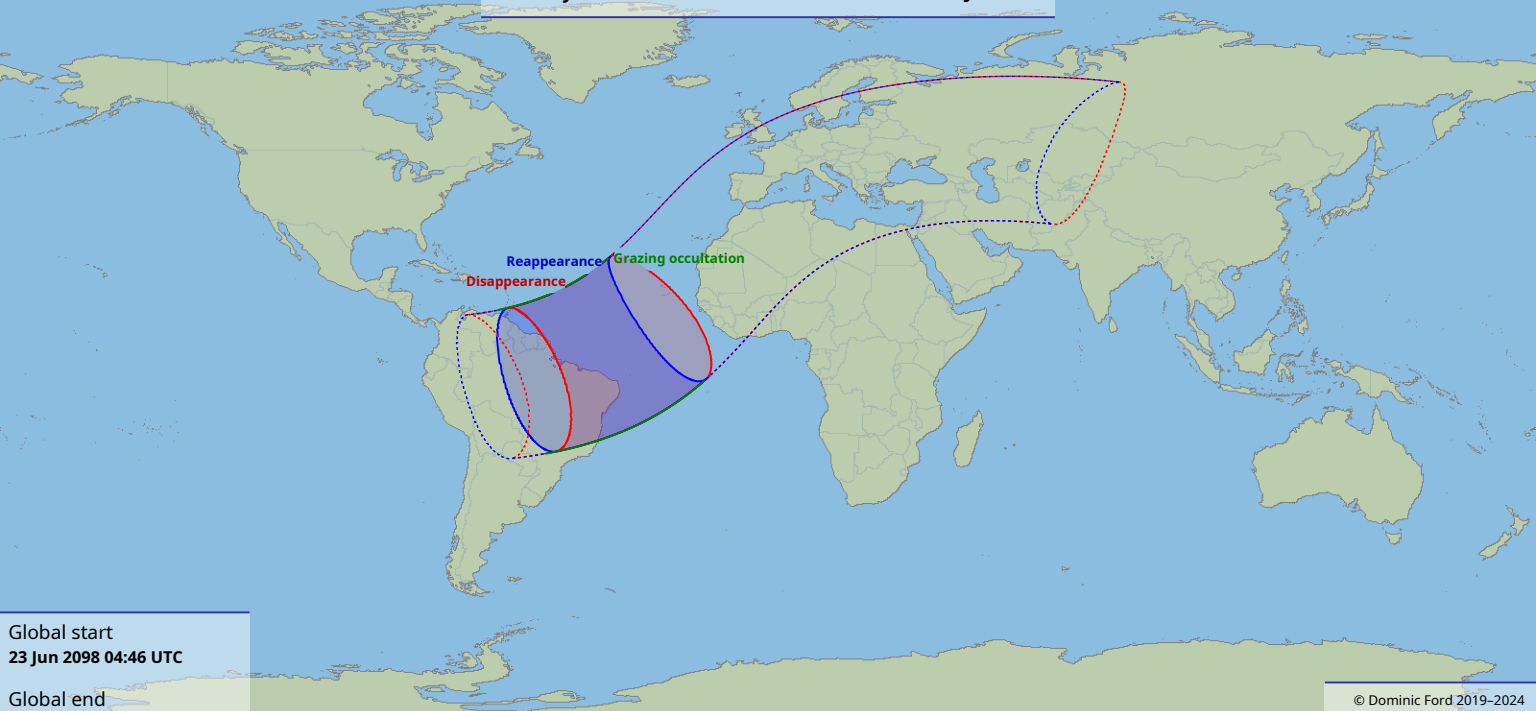 Reappearance
Grazing occultation
Disappearance
Global start
23 Jun 2098 04:46 UTC
Global end
© Dominic Ford 2019–2024